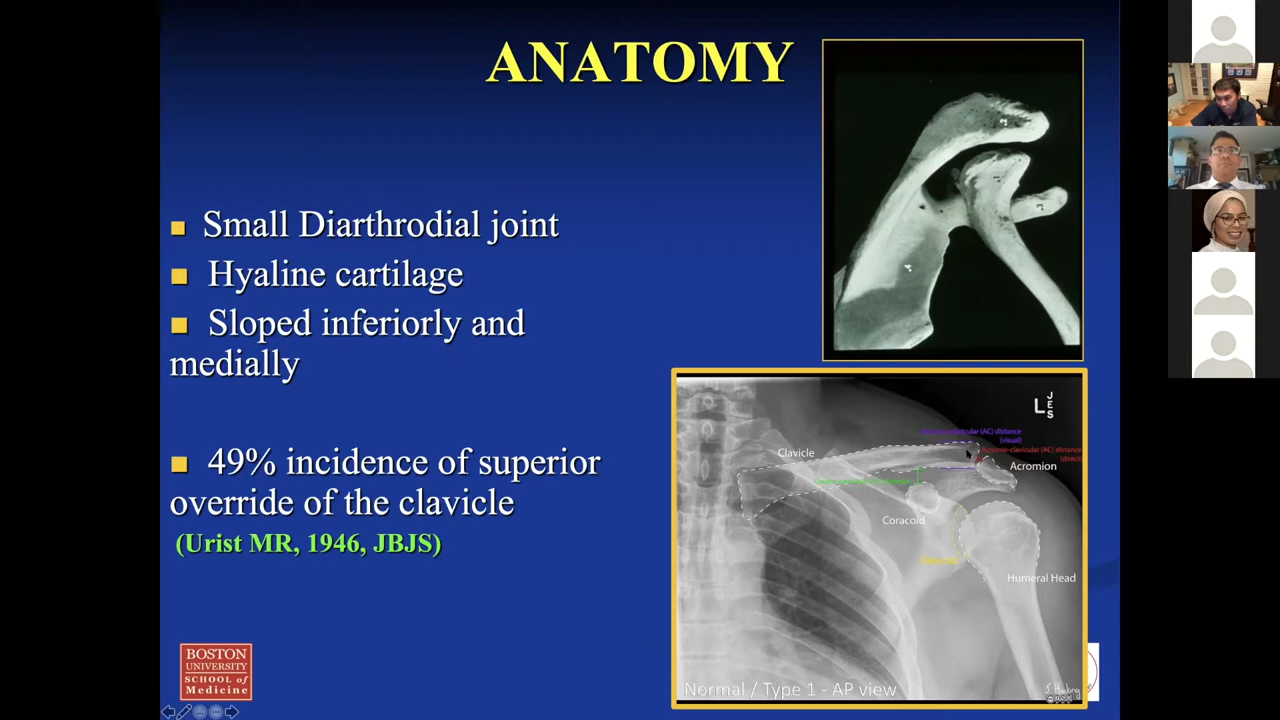 ANATOMY
Small Diarthrodial joint
Hyaline cartilage
Sloped inferiorly and
medially
49% incidence of superior
override of the clavicle
(Urist MR, 1946, JBJS)
BOSTON
UNIVERSITY
SCHOOL of
Medicine
L
JES
(AC) distance
(visual)
Clavicle
Acromio-clavicular (AC) distance
(direct)
Acromion
Coracoid
Humeral Head
Normal / Type 1 - AP view